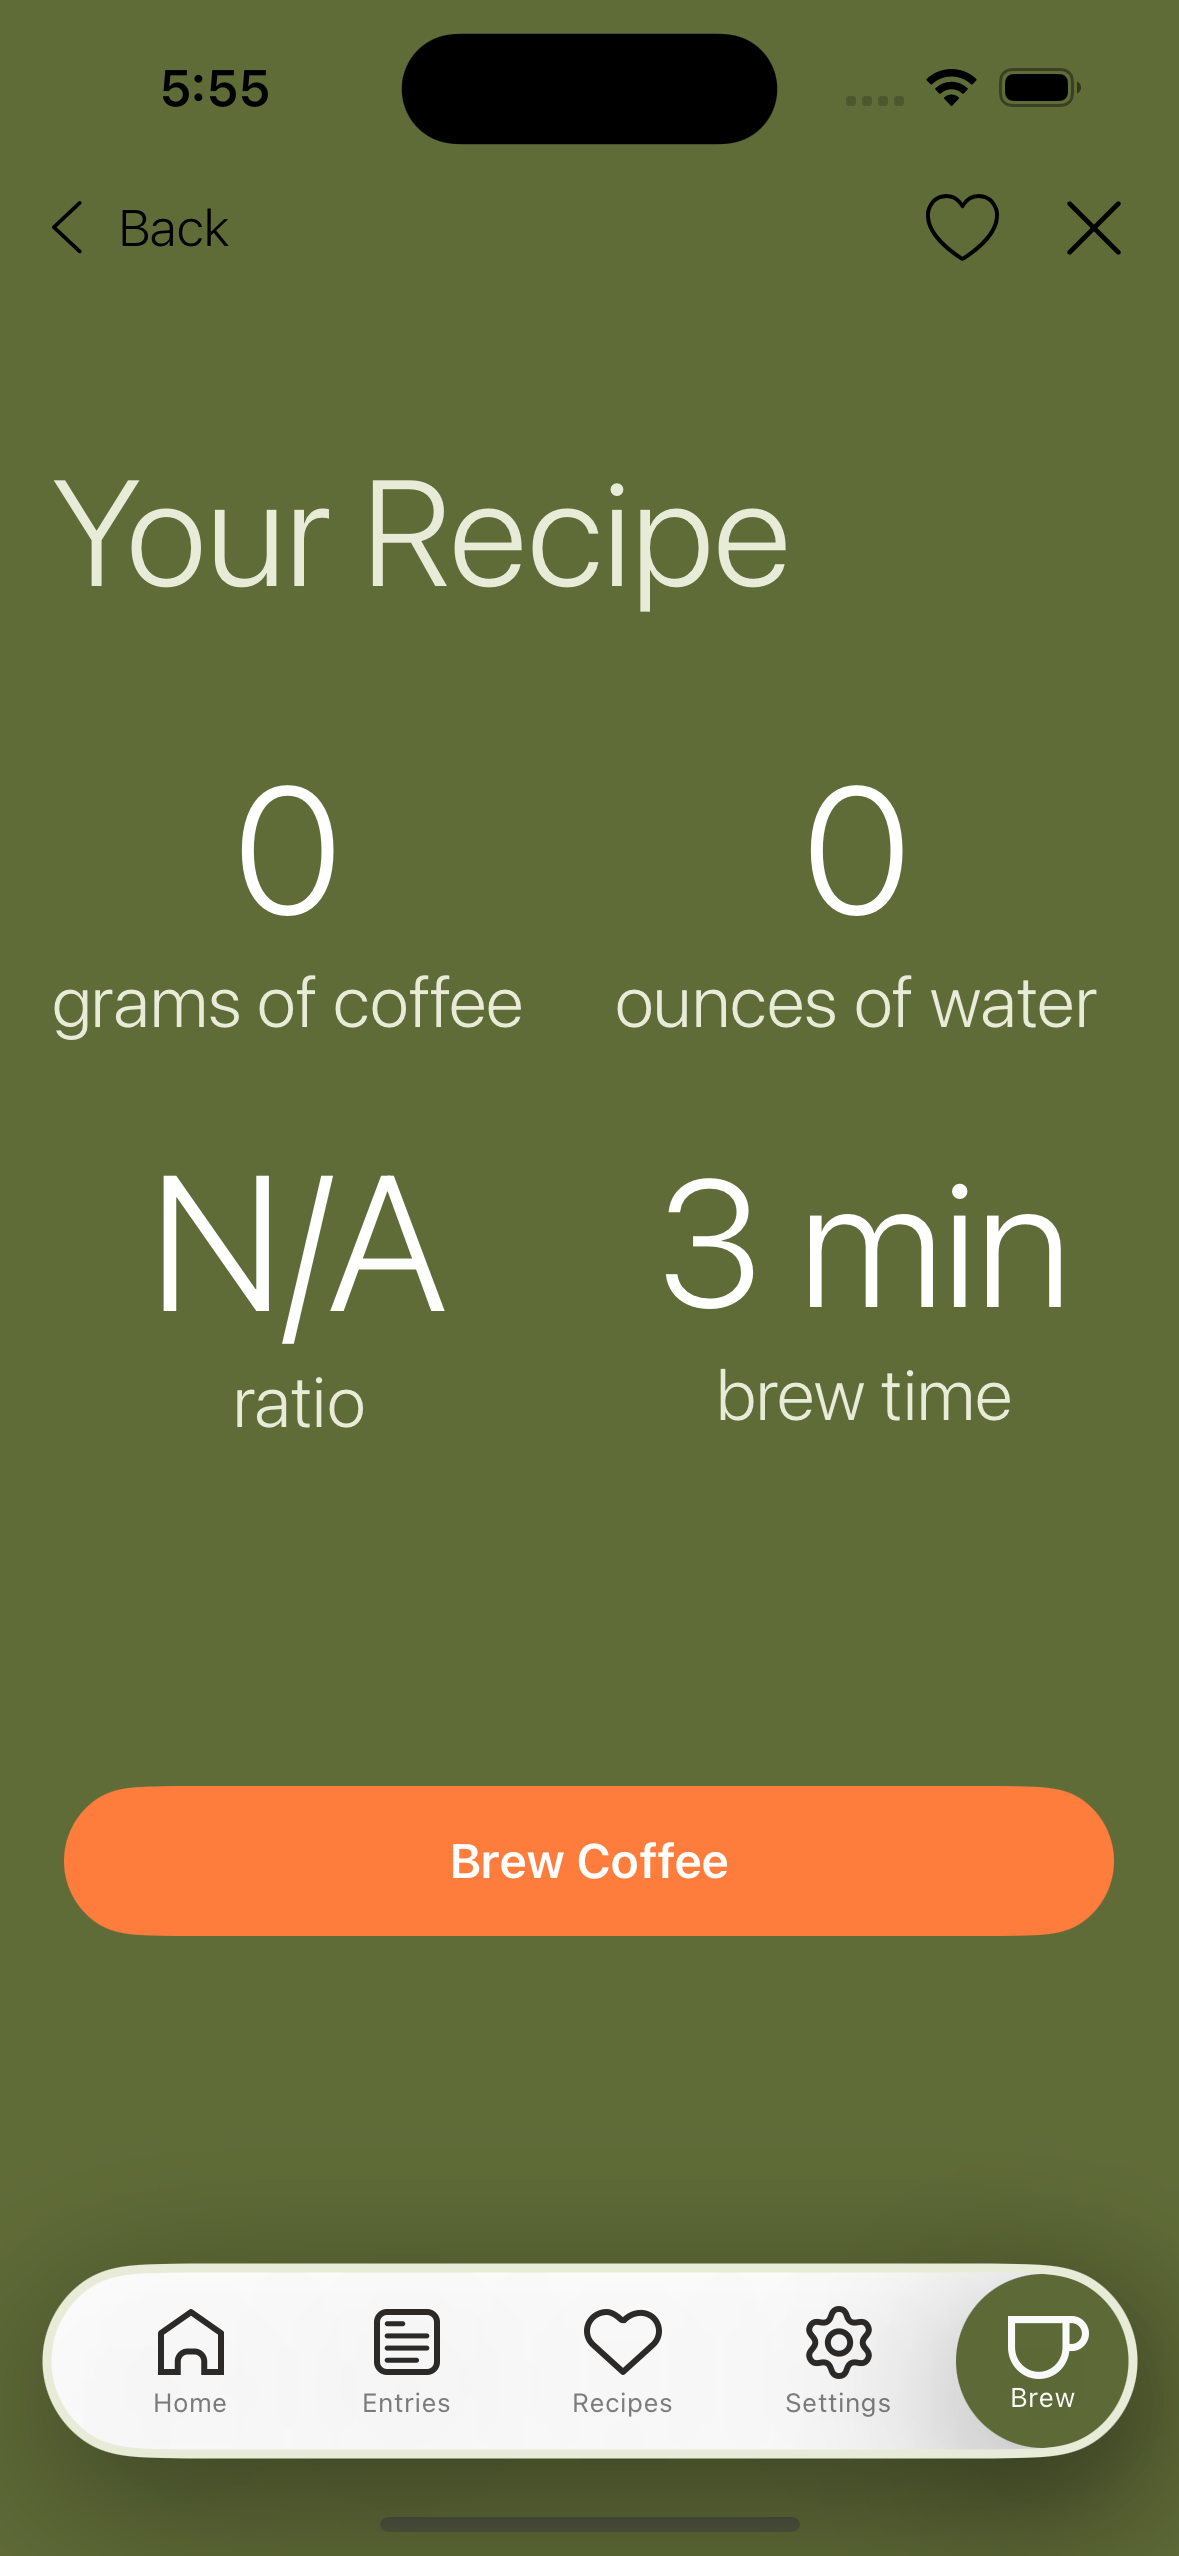 5:55
Back
Your Recipe
0
0
grams of coffee
ounces of water
N/A
3 min
ratio
brew time
Brew Coffee
Home
Entries
Recipes
Settings
Brew